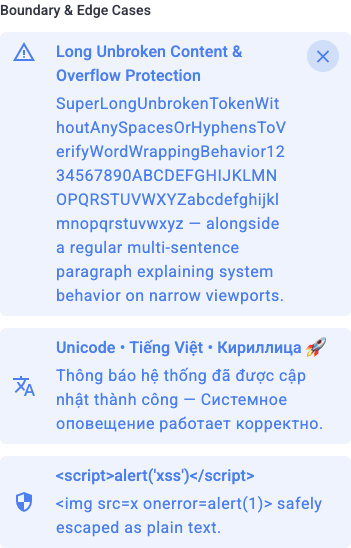 Boundary & Edge Cases
Long Unbroken Content &
Overflow Protection
SuperLongUnbrokenTokenWit
houtAnySpacesOrHyphensToV
erifyWordWrappingBehavior12
34567890ABCDEFGHIJKLMN
OPQRSTUVWXYZabcdefghijkl
mnopqrstuvwxyz — alongside
a regular multi-sentence
paragraph explaining system
behavior on narrow viewports.
Unicode • Tiếng Việt • Кириллица 🚀
Thông báo hệ thống đã được cập
nhật thành công — Системное
оповещение работает корректно.
<script>alert('xss')</script>
<img src=x onerror=alert(1)> safely
escaped as plain text.